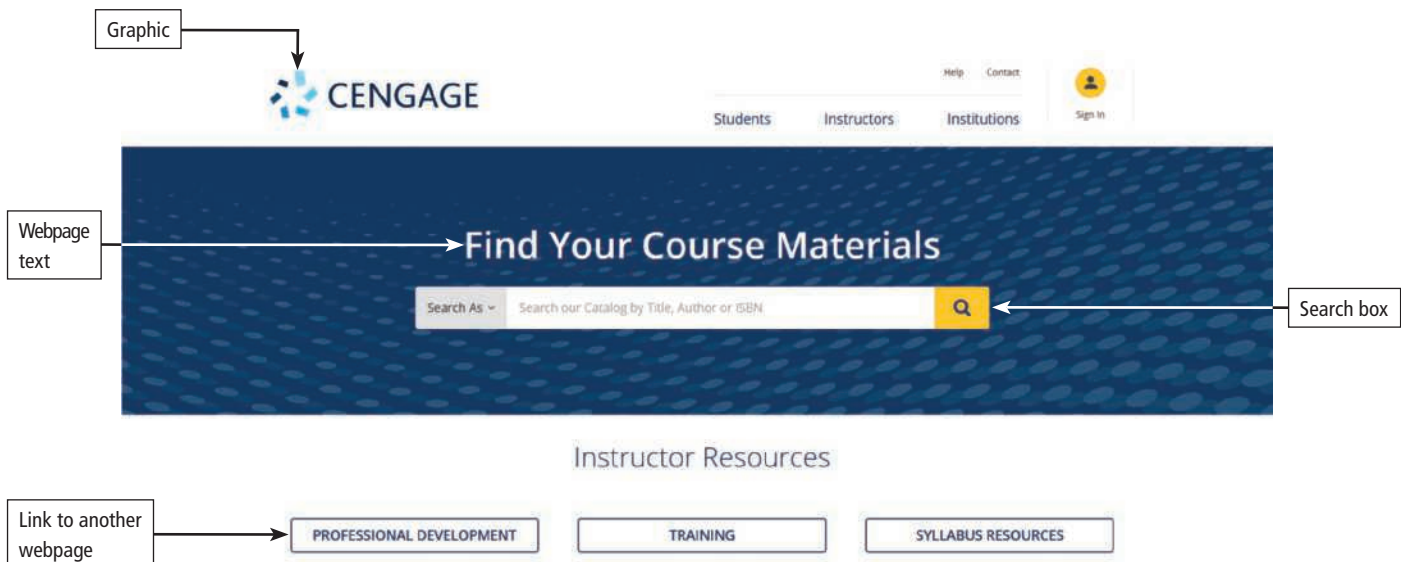 Graphic
CENGAGE
Help Contact
Students Instructors Institutions
Sign In
Webpage
text
Find Your Course Materials
Search As
Search our Catalog by Title, Author or ISBN
Search box
Instructor Resources
Link to another
webpage
PROFESSIONAL DEVELOPMENT TRAINING SYLLABUS RESOURCES